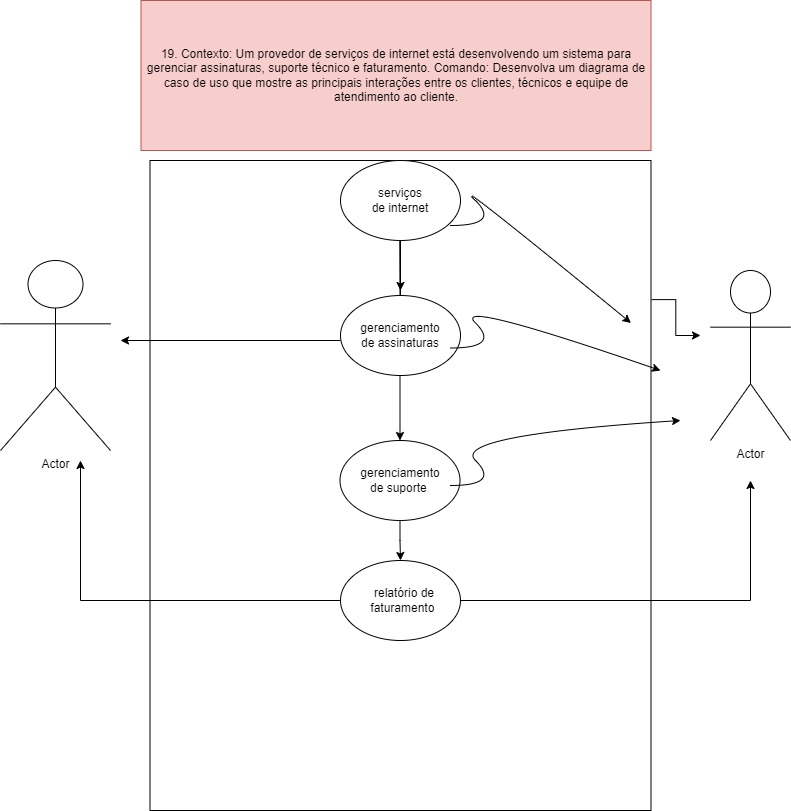 19. Contexto: Um provedor de serviços de internet está desenvolvendo um sistema para
gerenciar assinaturas, suporte técnico e faturamento. Comando: Desenvolva um diagrama de
caso de uso que mostre as principais interações entre os clientes, técnicos e equipe de
atendimento ao cliente.
serviços
de internet
gerenciamento
de assinaturas
gerenciamento
de suporte
relatório de
faturamento
Actor
Actor